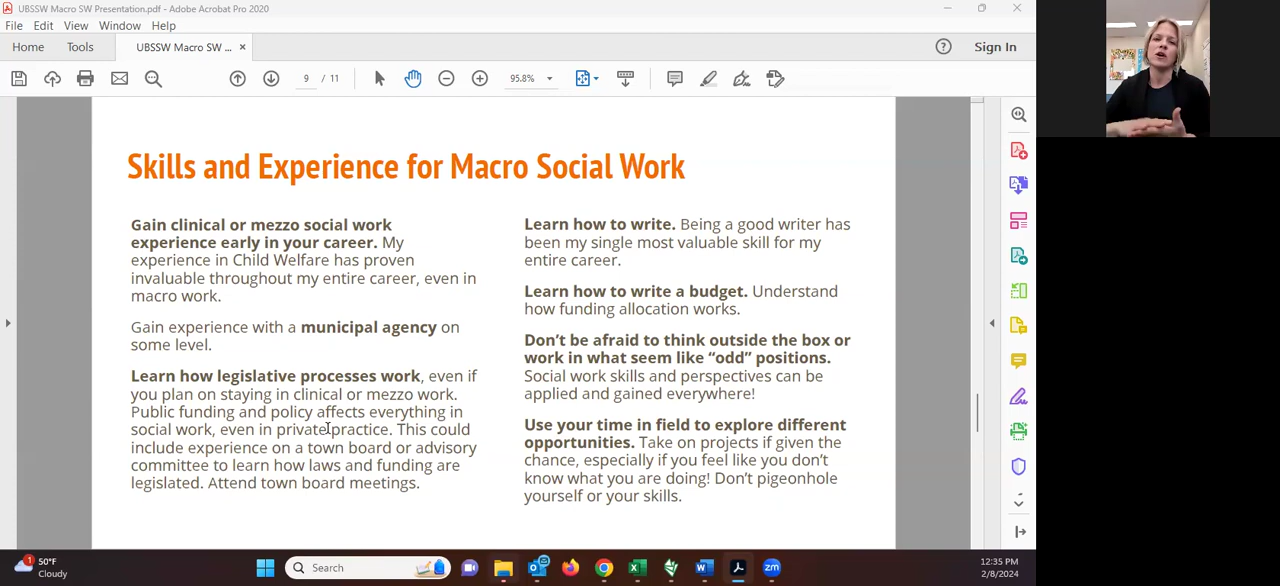 UBSSW Macro SW Presentation.pdf - Adobe Acrobat Pro 2020
File Edit View Window Help
Home Tools UBSSW Macro SW ... × Sign In
9 / 11 95.8%
Skills and Experience for Macro Social Work
Gain clinical or mezzo social work
experience early in your career. My
experience in Child Welfare has proven
invaluable throughout my entire career, even in
macro work.
Gain experience with a municipal agency on
some level.
Learn how legislative processes work, even if
you plan on staying in clinical or mezzo work.
Public funding and policy affects everything in
social work, even in private practice. This could
include experience on a town board or advisory
committee to learn how laws and funding are
legislated. Attend town board meetings.
Learn how to write. Being a good writer has
been my single most valuable skill for my
entire career.
Learn how to write a budget. Understand
how funding allocation works.
Don’t be afraid to think outside the box or
work in what seem like “odd” positions.
Social work skills and perspectives can be
applied and gained everywhere!
Use your time in field to explore different
opportunities. Take on projects if given the
chance, especially if you feel like you don’t
know what you are doing! Don’t pigeonhole
yourself or your skills.
1
50°F
Cloudy
Search
zm
12:35 PM
2/8/2024